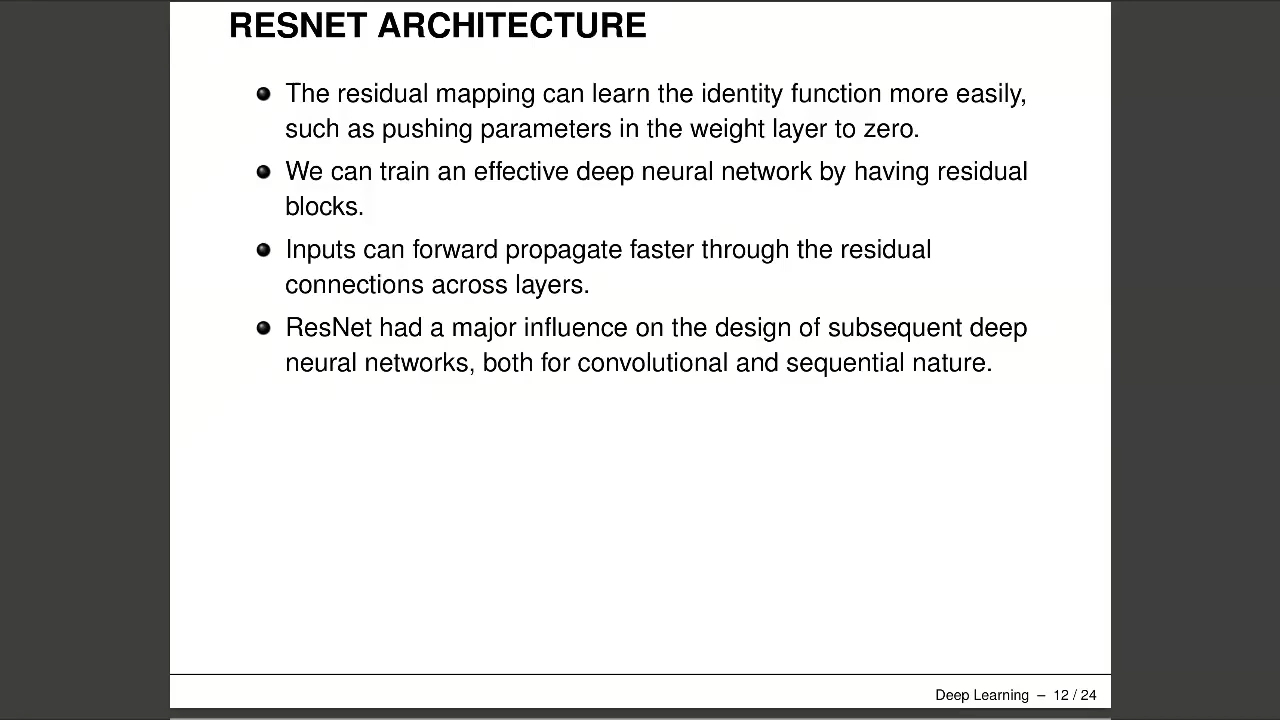 RESNET ARCHITECTURE
The residual mapping can learn the identity function more easily,
such as pushing parameters in the weight layer to zero.
We can train an effective deep neural network by having residual
blocks.
Inputs can forward propagate faster through the residual
connections across layers.
ResNet had a major influence on the design of subsequent deep
neural networks, both for convolutional and sequential nature.
Deep Learning – 12 / 24